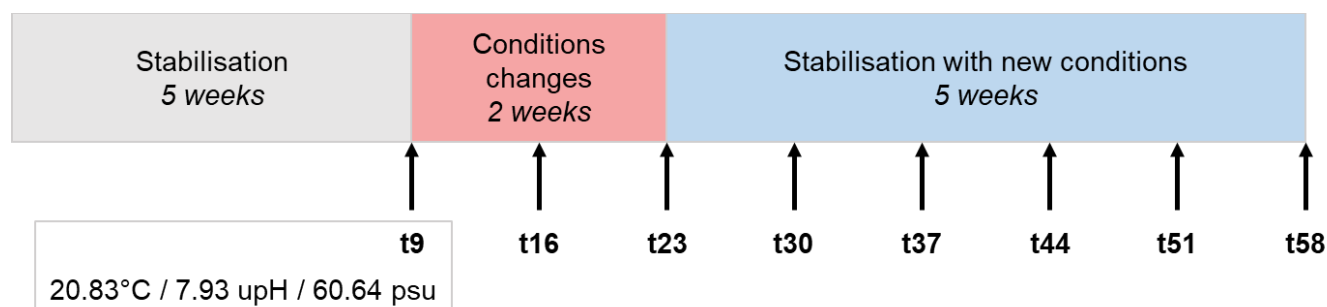 Stabilisation
5 weeks
Conditions
changes
2 weeks
Stabilisation with new conditions
5 weeks
t9 t16 t23 t30 t37 t44 t51 t58
20.83°C / 7.93 upH / 60.64 psu